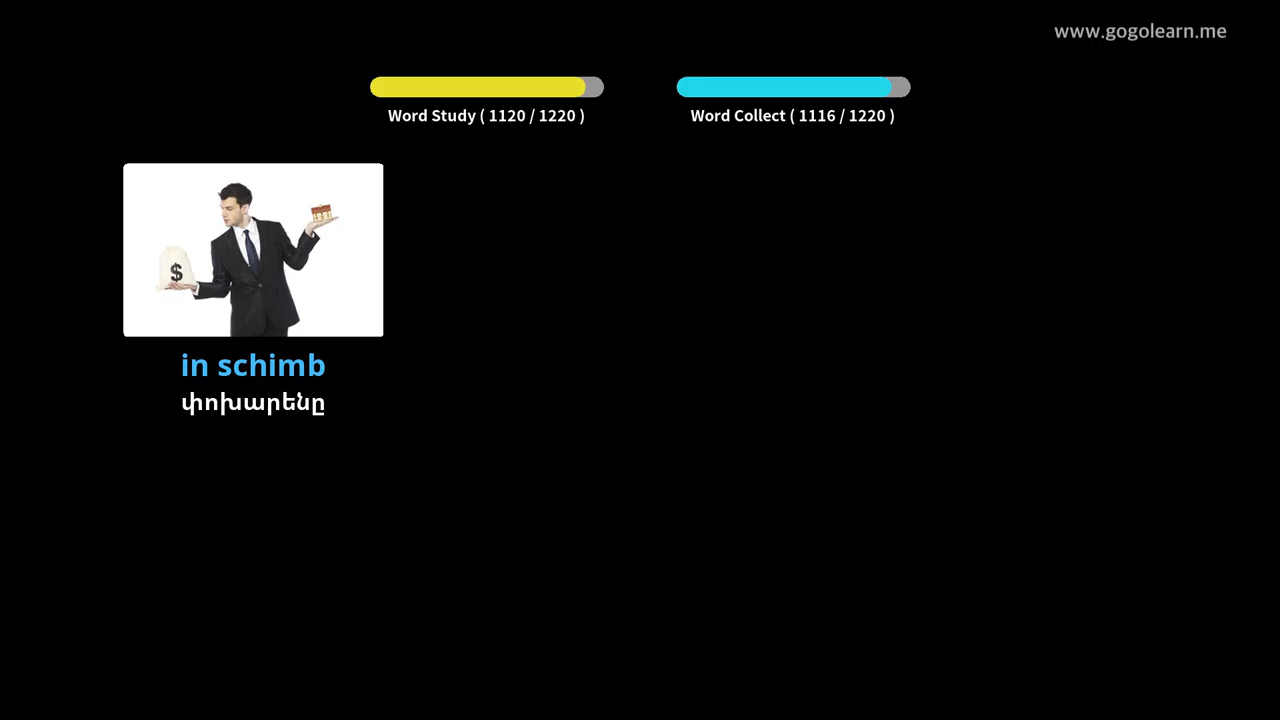 www.gogolearn.me
Word Study ( 1120 / 1220 )
Word Collect ( 1116 / 1220 )
$
in schimb
փոխարենը